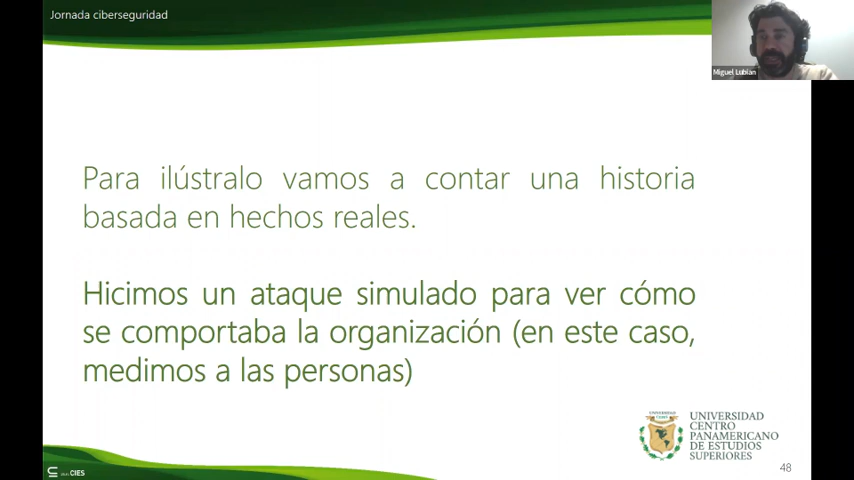 Jornada ciberseguridad
Miguel Lubian
Para ilústralo vamos a contar una historia
basada en hechos reales.
Hicimos un ataque simulado para ver cómo
se comportaba la organización (en este caso,
medimos a las personas)
UNIVERSIDAD
CENTRO
PANAMERICANO
DE ESTUDIOS
SUPERIORES
CIES
48